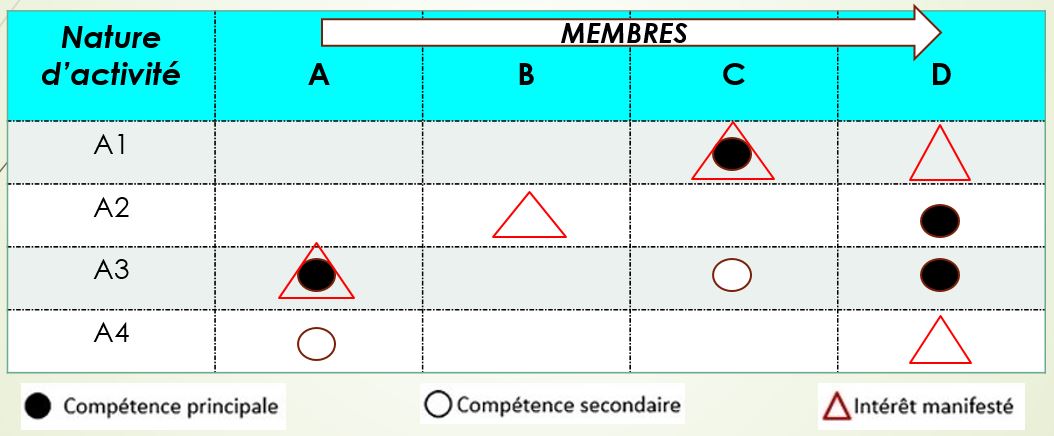 Nature
d’activité
MEMBRES
A B C D
A1
A2
A3
A4
Compétence principale
Compétence secondaire
Intérêt manifesté